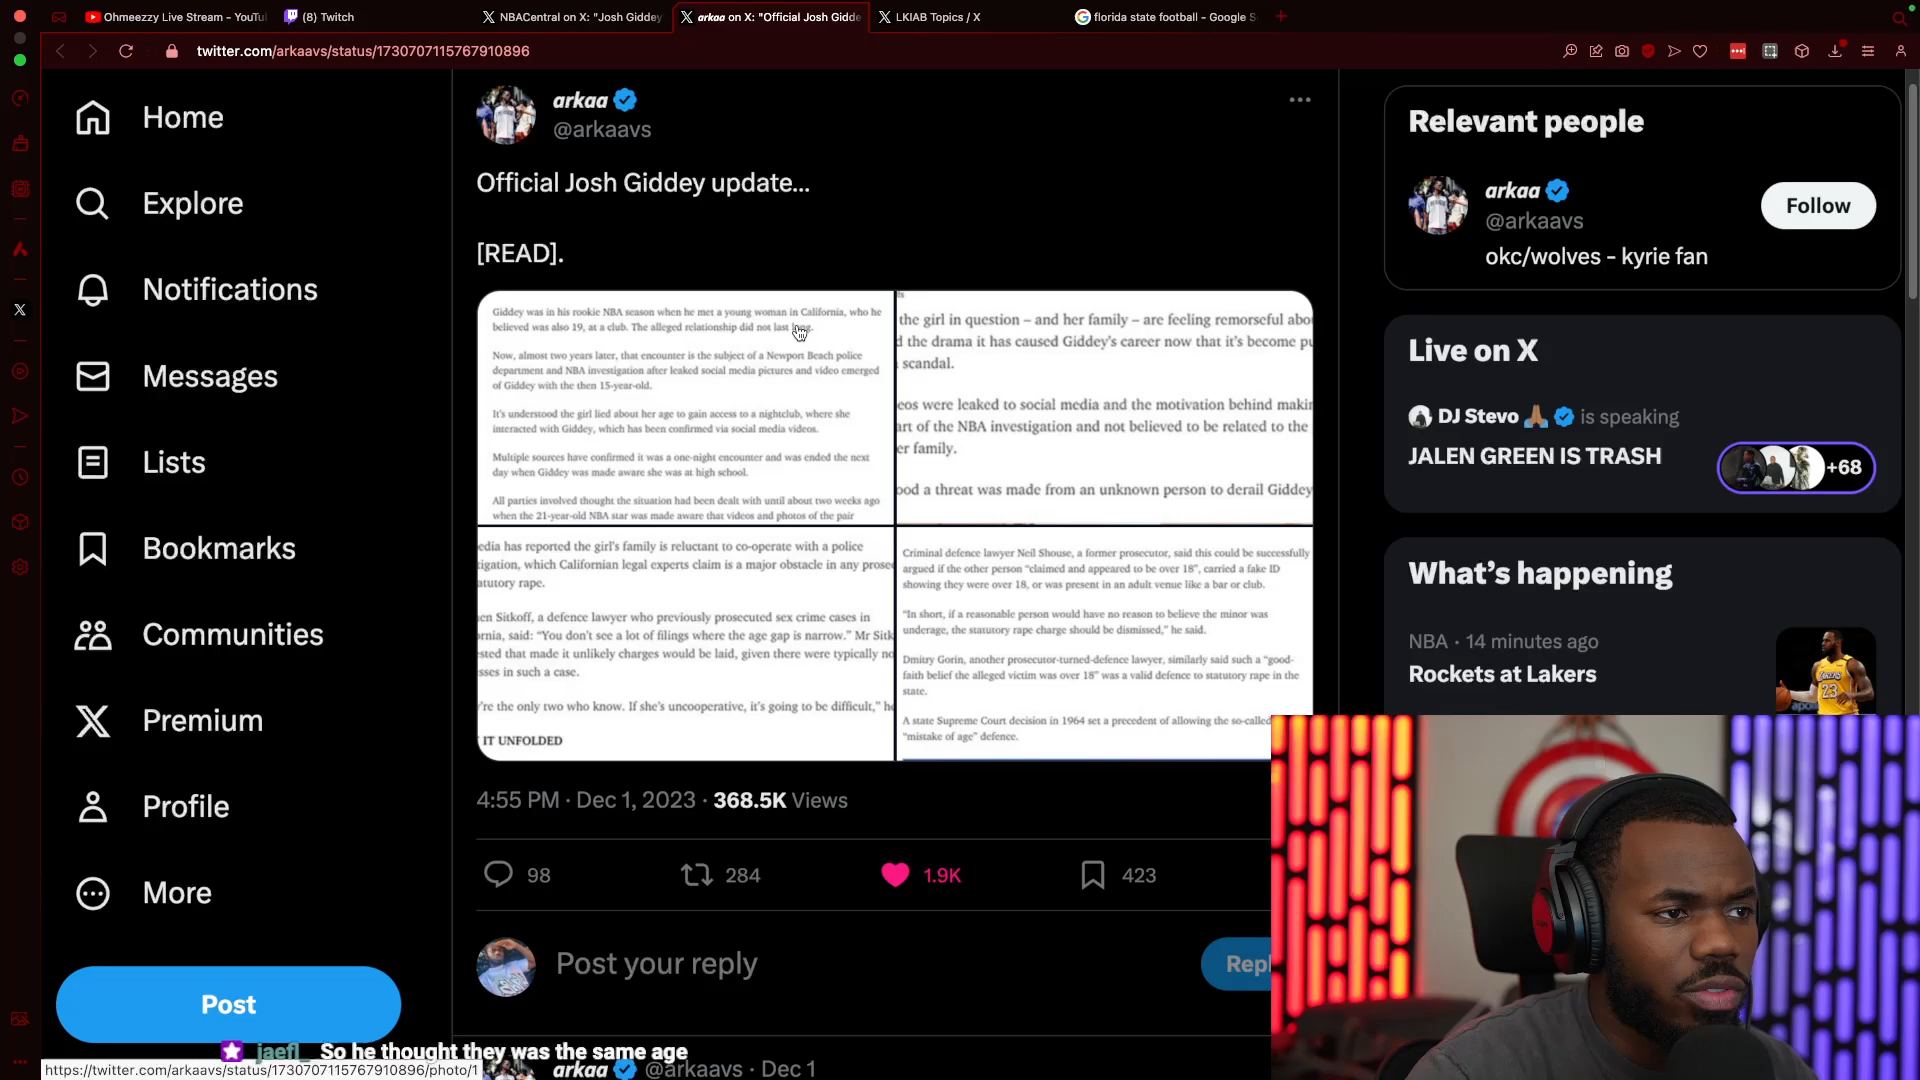 Ohmeezzy Live Stream - YouTu
(8) Twitch
NBACentral on X: "Josh Giddey
arkaa on X: "Official Josh Gidde
LKIAB Topics / X
florida state football - Google S
twitter.com/arkaavs/status/1730707115767910896
Home
Explore
Notifications
Messages
Lists
Bookmarks
Communities
Premium
Profile
More
Post
arkaa
@arkaavs
Official Josh Giddey update...
[READ].
Giddey was in his rookie NBA season when he met a young woman in California, who he
believed was also 19, at a club. The alleged relationship did not last long.
Now, almost two years later, that encounter is the subject of a Newport Beach police
department and NBA investigation after leaked social media pictures and video emerged
of Giddey with the then 15-year-old.
It's understood the girl lied about her age to gain access to a nightclub, where she
interacted with Giddey, which has been confirmed via social media videos.
Multiple sources have confirmed it was a one-night encounter and was ended the next
day when Giddey was made aware she was at high school.
All parties involved thought the situation had been dealt with until about two weeks ago
when the 21-year-old NBA star was made aware that videos and photos of the pair
the girl in question – and her family – are feeling remorseful abo
d the drama it has caused Giddey's career now that it's become pu
scandal.
eos were leaked to social media and the motivation behind makin
art of the NBA investigation and not believed to be related to the
er family.
ood a threat was made from an unknown person to derail Giddey
edia has reported the girl's family is reluctant to co-operate with a police
tigation, which Californian legal experts claim is a major obstacle in any prosec
atutory rape.
en Sitkoff, a defence lawyer who previously prosecuted sex crime cases in
ornia, said: "You don't see a lot of filings where the age gap is narrow." Mr Sitk
sted that made it unlikely charges would be laid, given there were typically no
sses in such a case.
're the only two who know. If she's uncooperative, it's going to be difficult," he
IT UNFOLDED
Criminal defence lawyer Neil Shouse, a former prosecutor, said this could be successfully
argued if the other person "claimed and appeared to be over 18", carried a fake ID
showing they were over 18, or was present in an adult venue like a bar or club.
"In short, if a reasonable person would have no reason to believe the minor was
underage, the statutory rape charge should be dismissed," he said.
Dmitry Gorin, another prosecutor-turned-defence lawyer, similarly said such a "good-
faith belief the alleged victim was over 18" was a valid defence to statutory rape in the
state.
A state Supreme Court decision in 1964 set a precedent of allowing the so-called
"mistake of age" defence.
4:55 PM · Dec 1, 2023 · 368.5K Views
98
284
1.9K
423
Post your reply
Repl
arkaa @arkaavs · Dec 1
Relevant people
arkaa
@arkaavs
Follow
okc/wolves - kyrie fan
Live on X
DJ Stevo is speaking
JALEN GREEN IS TRASH
+68
What's happening
NBA · 14 minutes ago
Rockets at Lakers
LAKERS
23
jaefl_ So he thought they was the same age
https://twitter.com/arkaavs/status/1730707115767910896/photo/1